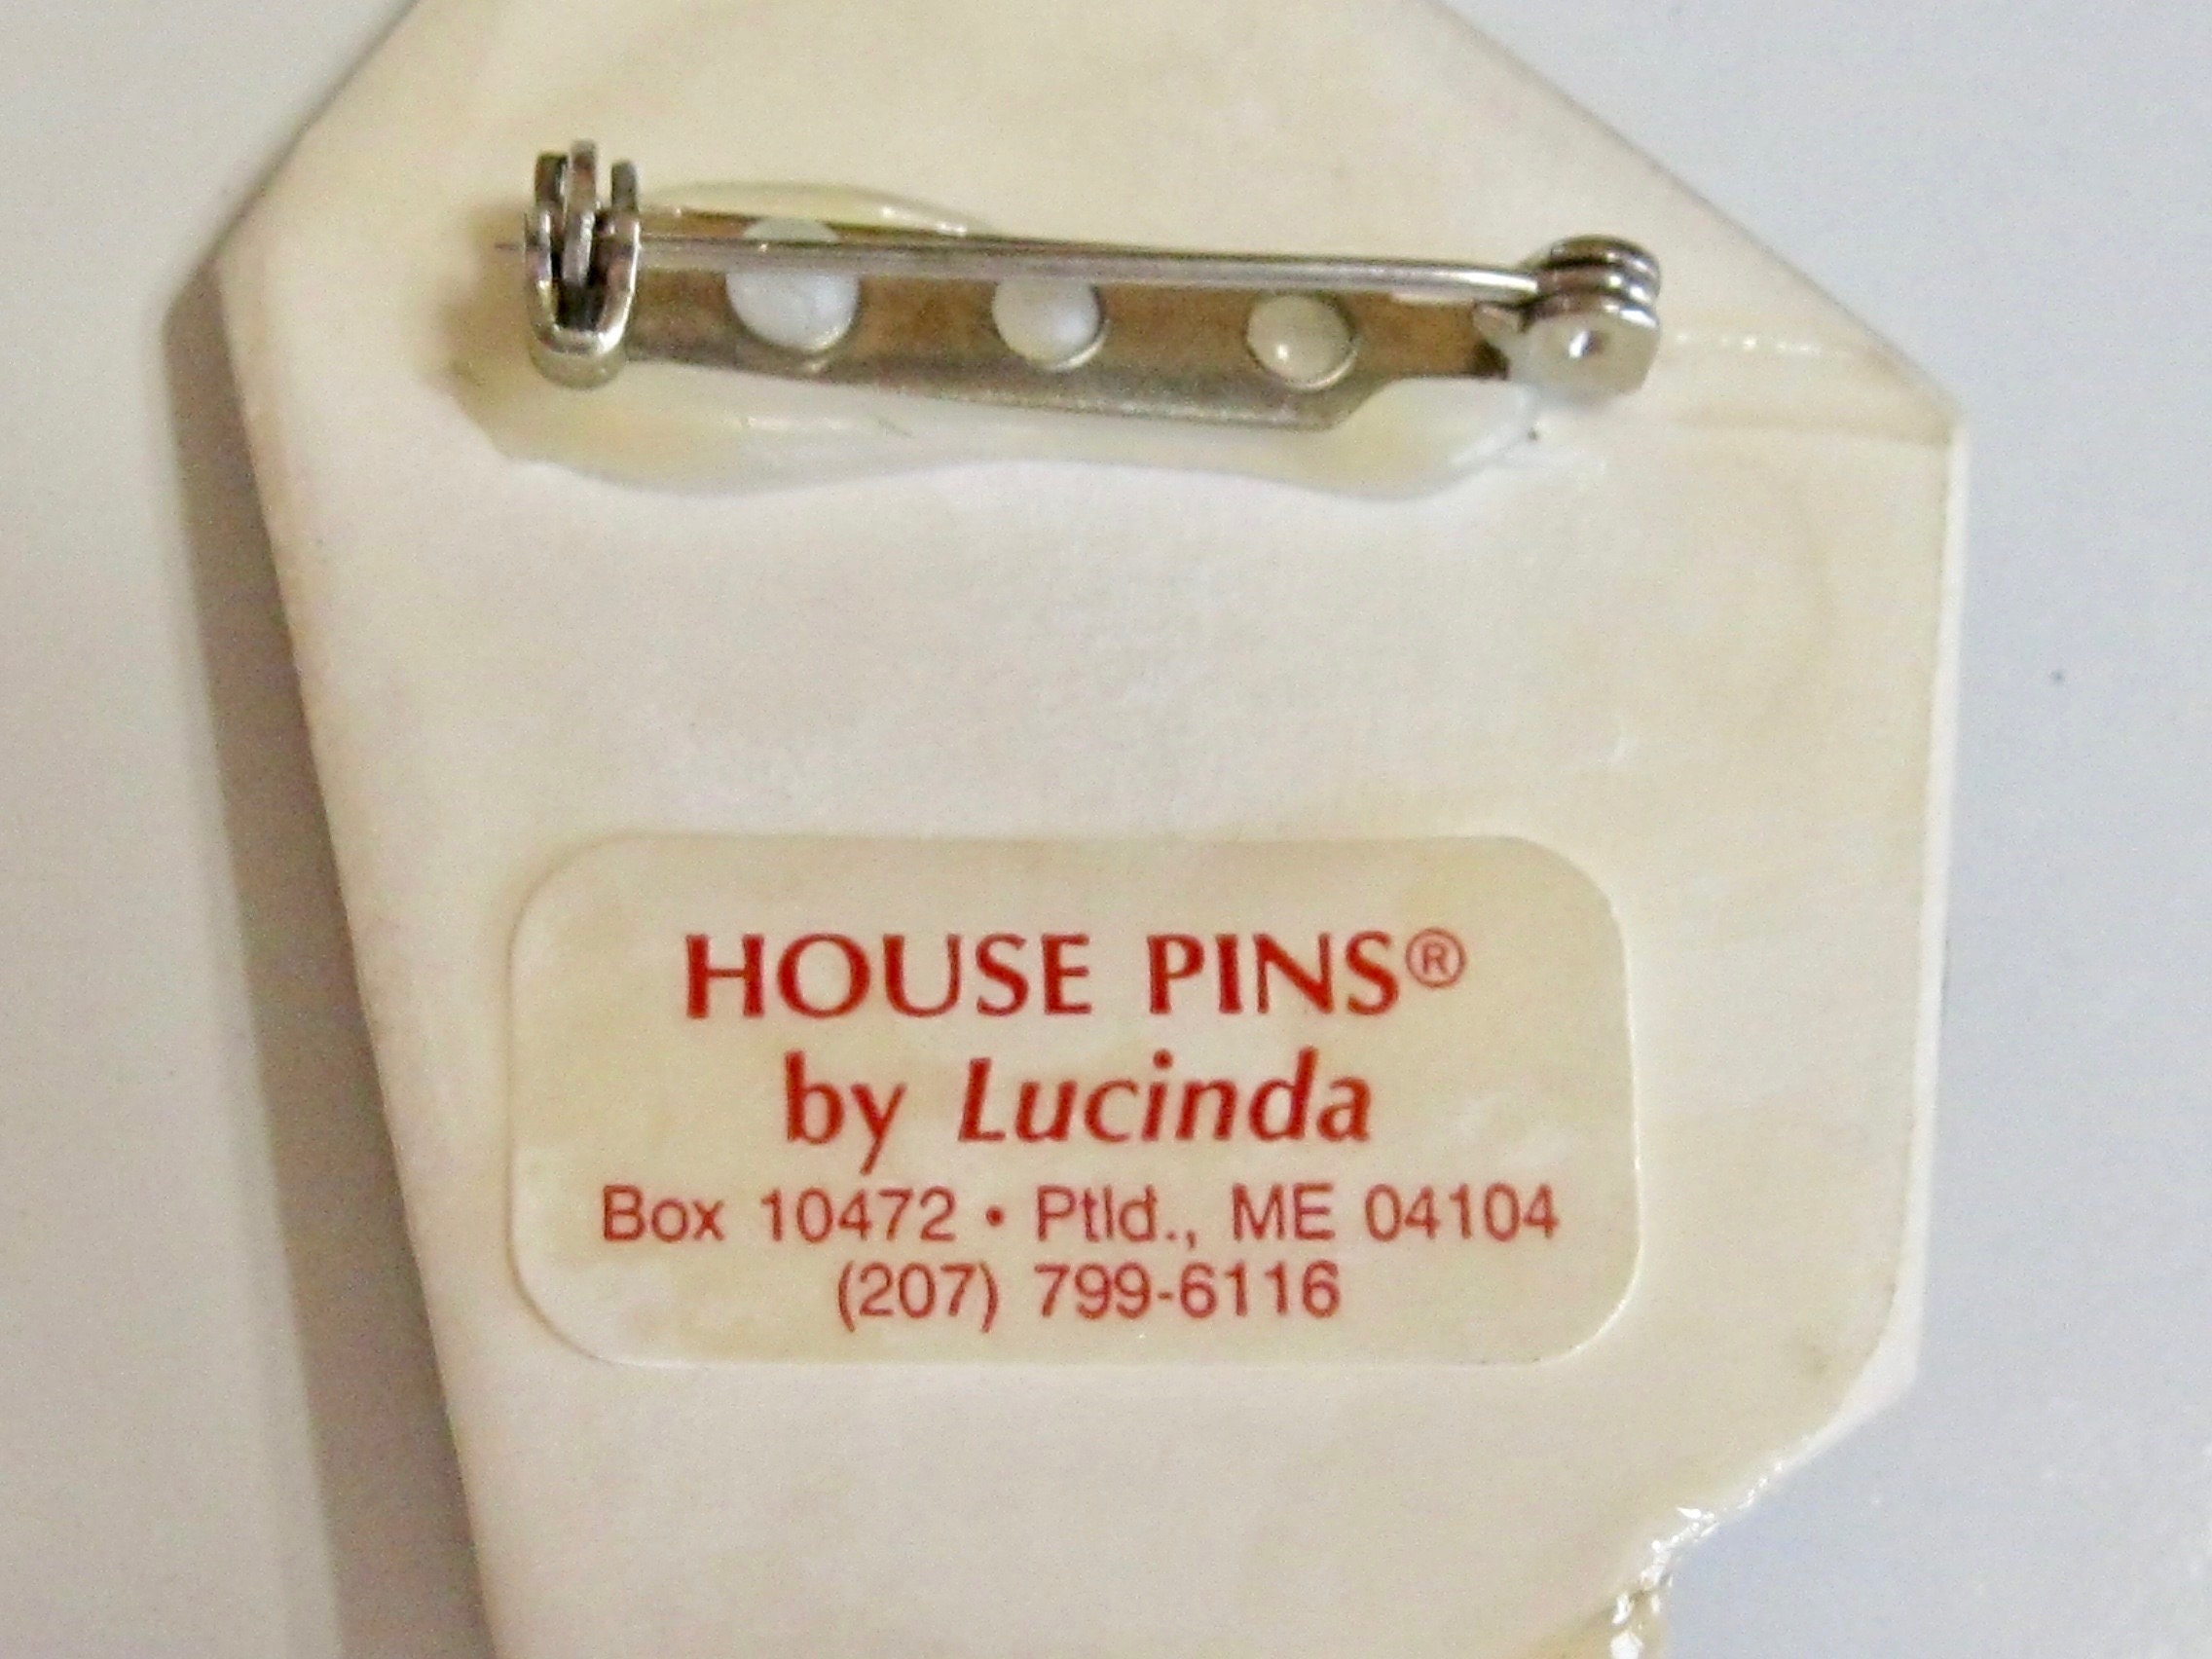 HOUSE PINS®
by Lucinda
Box 10472 • Ptld., ME 04104
(207) 799-6116